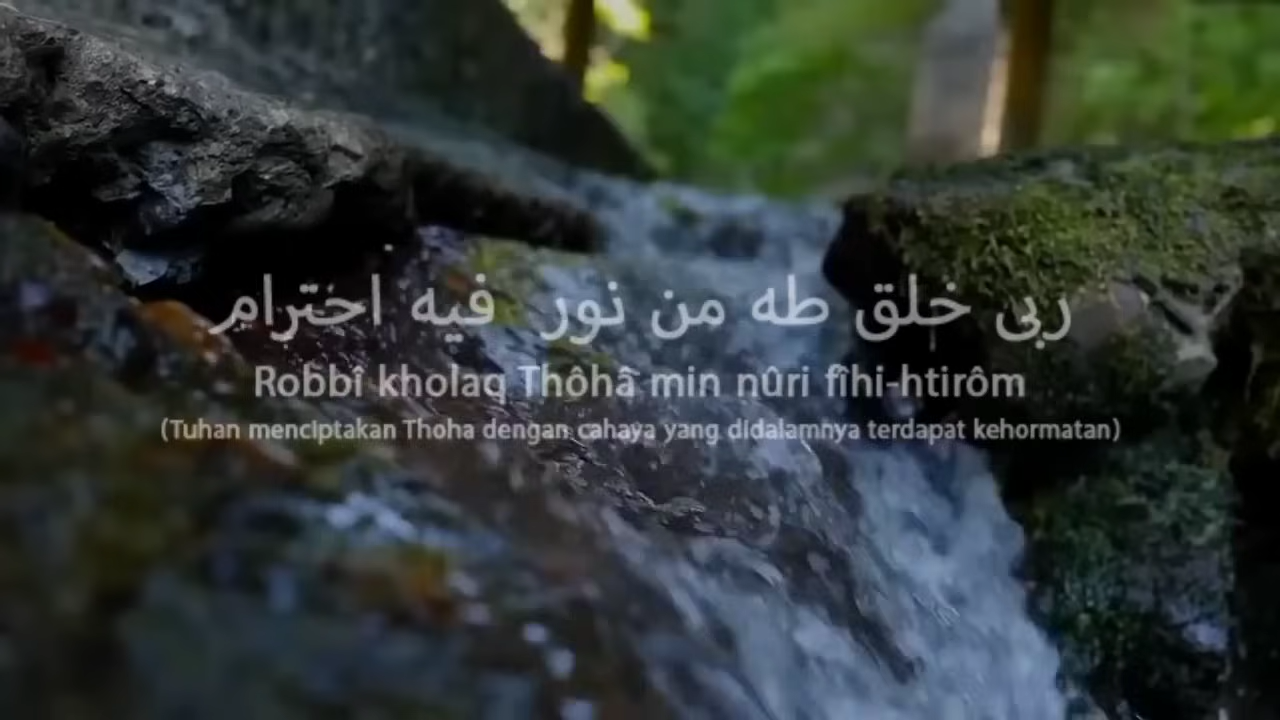 ربي خلق طه من نور فيه احترام
Robbî kholaq Thôhâ min nûri fîhi-htirôm
(Tuhan menciptakan Thoha dengan cahaya yang didalamnya terdapat kehormatan)